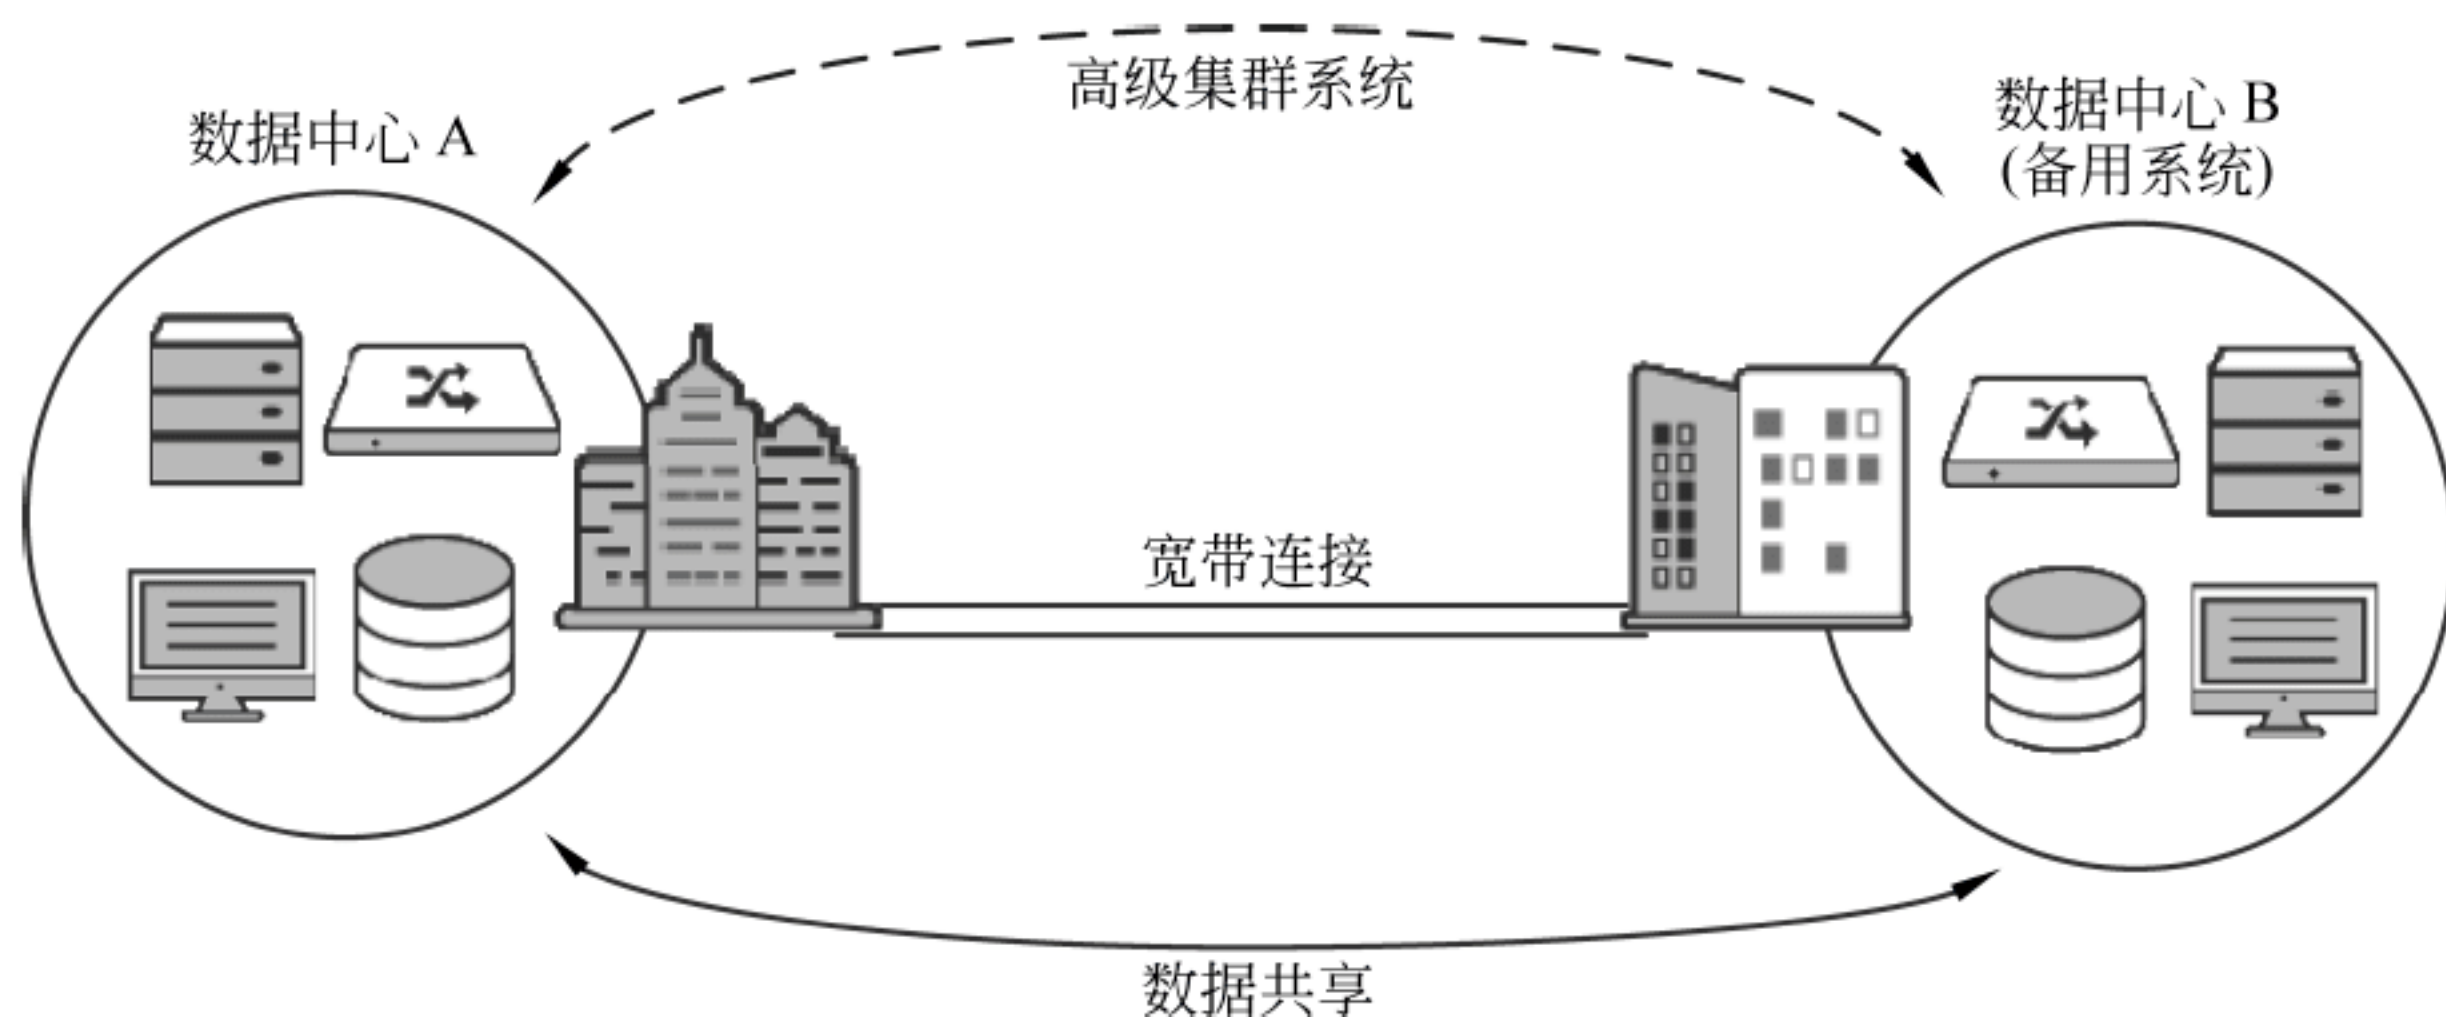 高级集群系统
数据中心 A
数据中心 B
(备用系统)
宽带连接
数据共享